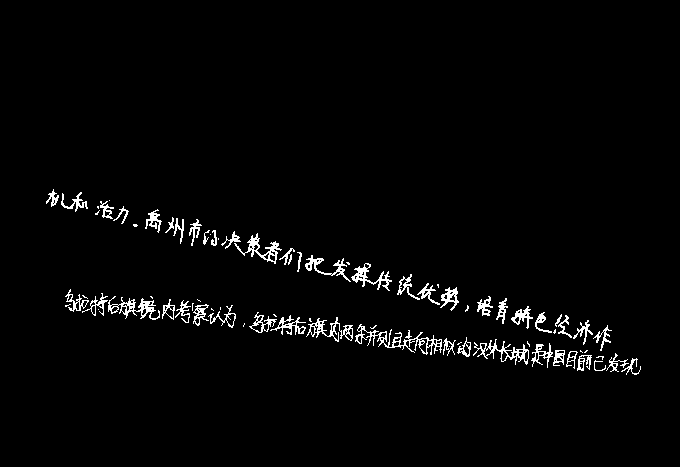 机和活力.禹州市的决策者们把发挥传统优势,培育特色经济作
乌拉特后旗境内考察认为,乌拉特后旗内两条并列且走向相似的汉外长城是中国目前已发现